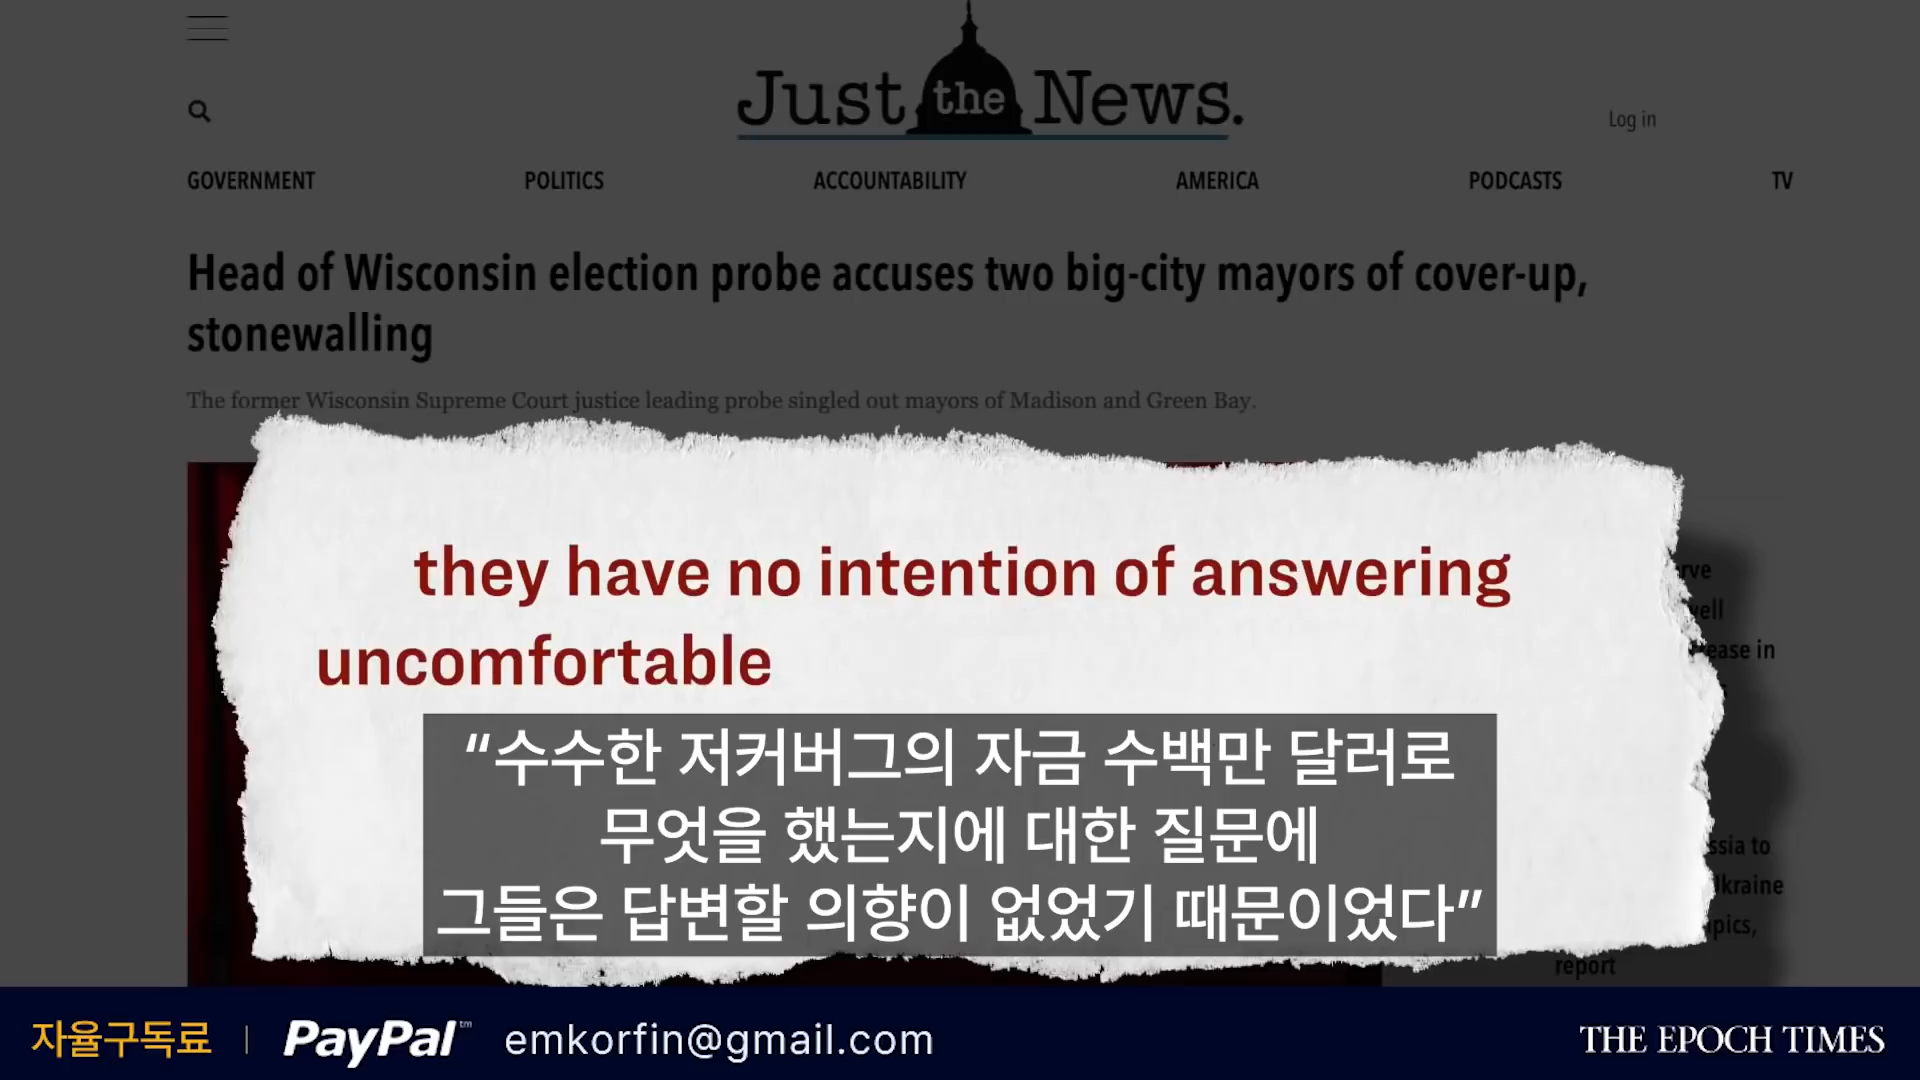 Just the News.
Log in
GOVERNMENT POLITICS ACCOUNTABILITY AMERICA PODCASTS TV
Head of Wisconsin election probe accuses two big-city mayors of cover-up,
stonewalling
The former Wisconsin Supreme Court justice leading probe singled out mayors of Madison and Green Bay.
they have no intention of answering
uncomfortable
“수수한 저커버그의 자금 수백만 달러로
무엇을 했는지에 대한 질문에
그들은 답변할 의향이 없었기 때문이었다”
in
to
report
자율구독료 | PayPal™ emkorfin@gmail.com
THE EPOCH TIMES